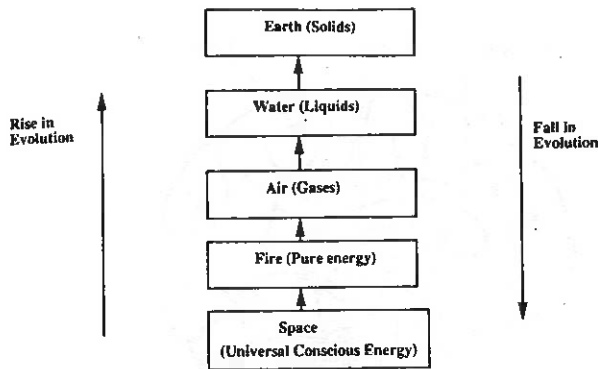 Earth (Solids)
Water (Liquids)
Rise in
Evolution
Fall In
Evolution
Air (Gases)
Fire (Pure energy)
Space
(Universal Conscious Energy)